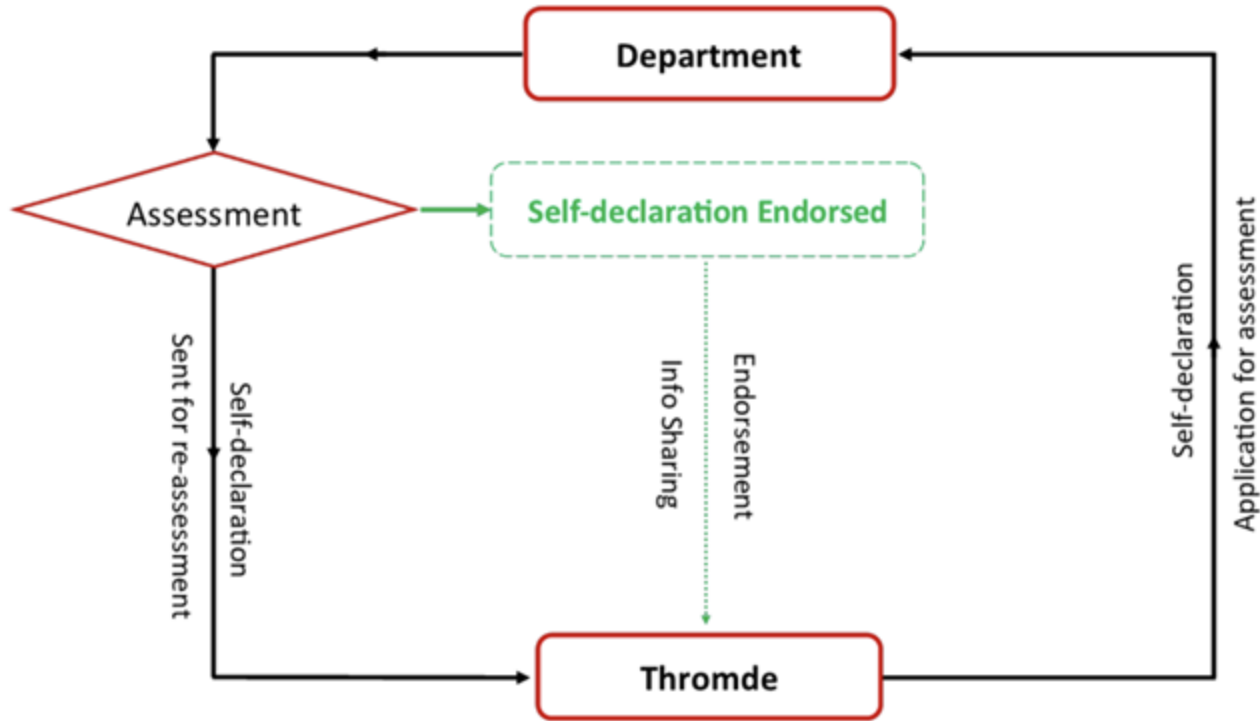 Department
Assessment
Self-declaration Endorsed
Sent for re-assessment
Self-declaration
Info Sharing
Endorsement
Self-declaration
Application for assessment
Thromde